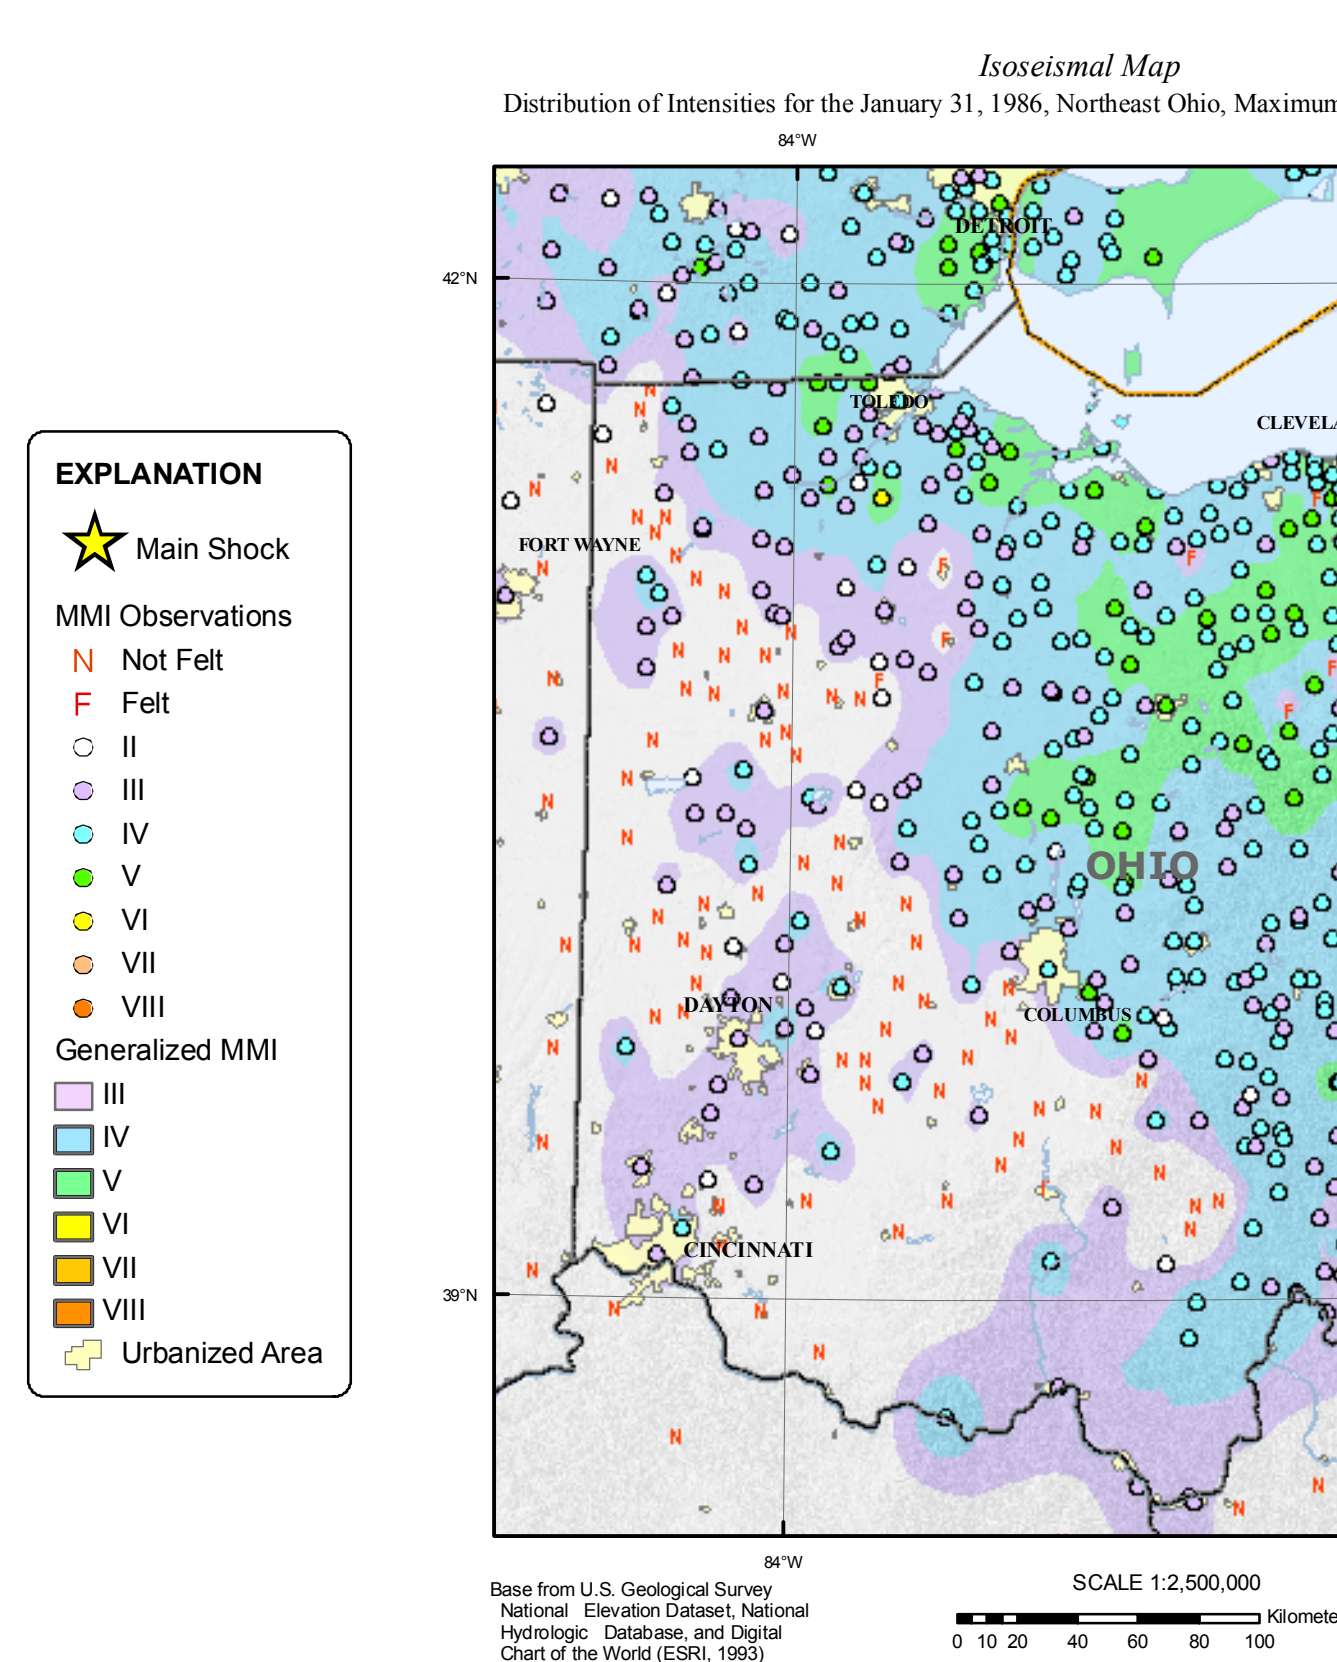 Isoseismal Map
Distribution of Intensities for the January 31, 1986, Northeast Ohio, Maximum
84°W
42°N
39°N
84°W
DETROIT
TOLEDO
CLEVELA
FORT WAYNE
OHIO
COLUMBUS
DAYTON
CINCINNATI
EXPLANATION
Main Shock
MMI Observations
N Not Felt
F Felt
II
III
IV
V
VI
VII
VIII
Generalized MMI
III
IV
V
VI
VII
VIII
Urbanized Area
Base from U.S. Geological Survey
National Elevation Dataset, National
Hydrologic Database, and Digital
Chart of the World (ESRI, 1993)
SCALE 1:2,500,000
Kilomete
0 10 20 40 60 80 100